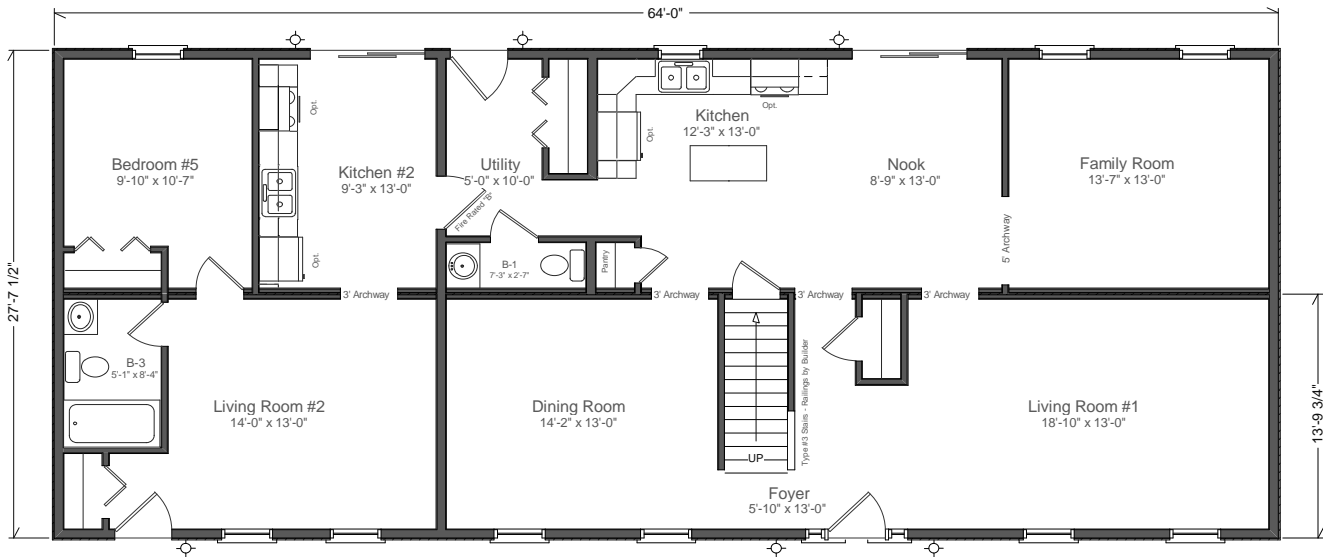 64'-0"
27'-7 1/2"
13'-9 3/4"
Bedroom #5
9'-10" x 10'-7"
Opt.
Kitchen #2
9'-3" x 13'-0"
Opt.
Utility
5'-0" x 10'-0"
Fire Rated "B"
Opt.
Kitchen
12'-3" x 13'-0"
Opt.
Nook
8'-9" x 13'-0"
5' Archway
Family Room
13'-7" x 13'-0"
B-1
7'-3" x 2'-7"
Pantry
3' Archway
3' Archway
3' Archway
3' Archway
B-3
5'-1" x 8'-4"
Living Room #2
14'-0" x 13'-0"
Dining Room
14'-2" x 13'-0"
UP
Type #3 Stairs - Railings by Builder
Foyer
5'-10" x 13'-0"
Living Room #1
18'-10" x 13'-0"